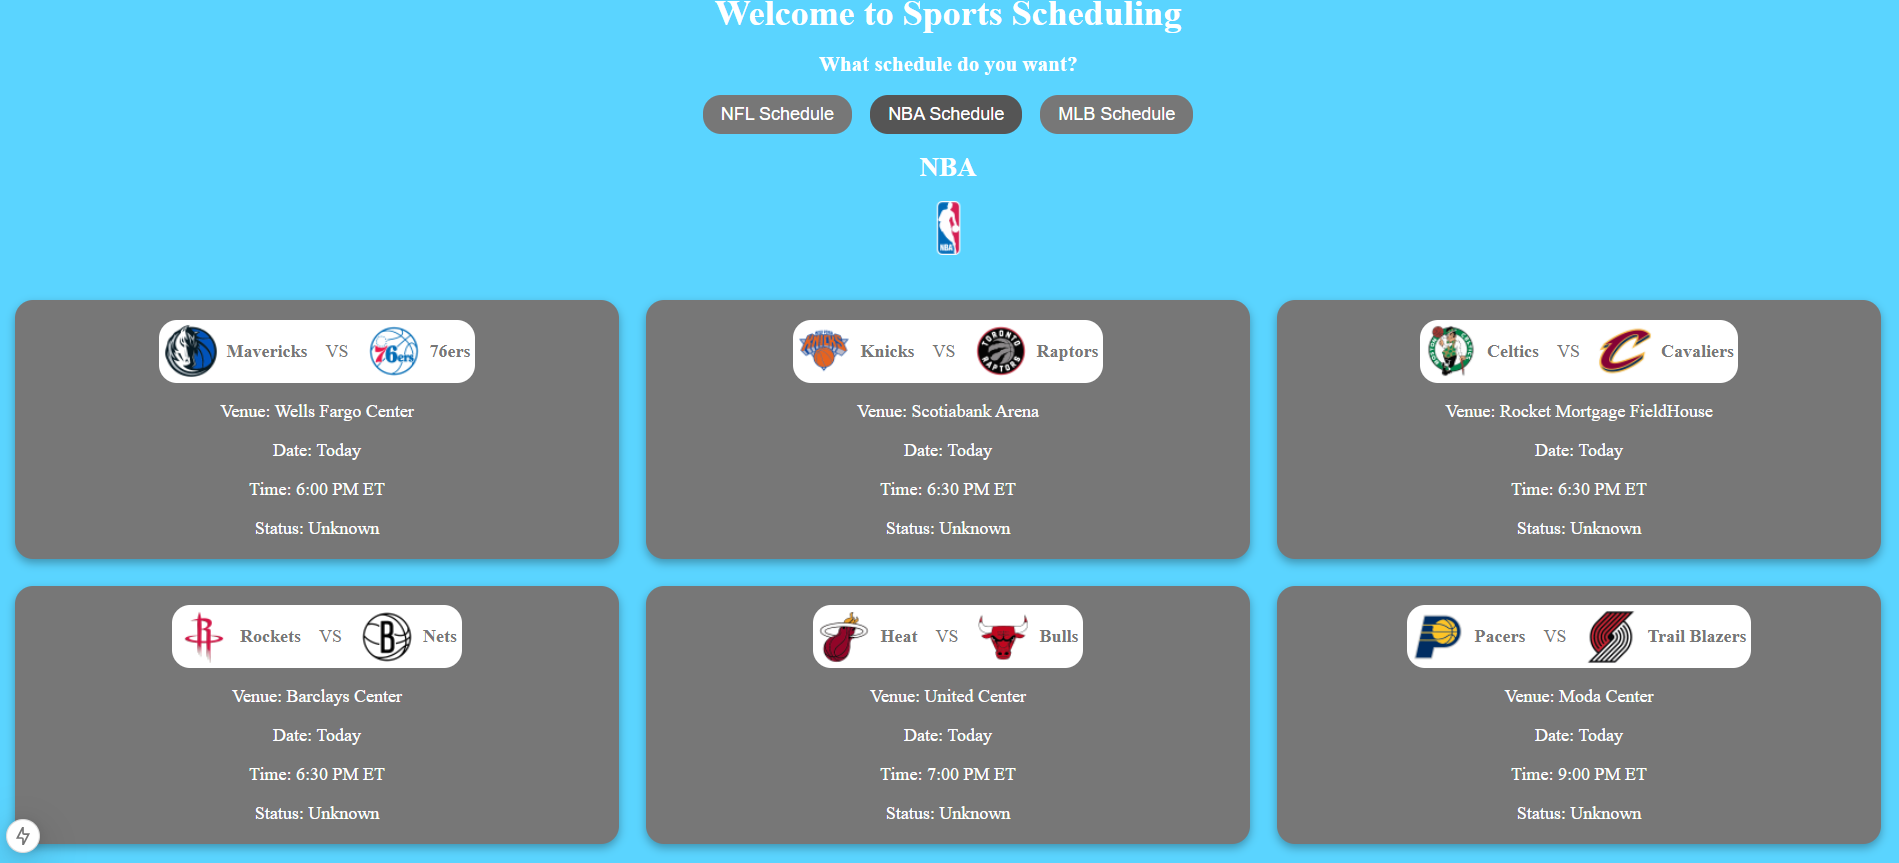 Welcome to Sports Scheduling
What schedule do you want?
NFL Schedule NBA Schedule MLB Schedule
NBA
NBA
Mavericks VS 76ers 76ers
Venue: Wells Fargo Center
Date: Today
Time: 6:00 PM ET
Status: Unknown
KNICKS Knicks VS TORONTO RAPTORS Raptors
Venue: Scotiabank Arena
Date: Today
Time: 6:30 PM ET
Status: Unknown
Celtics VS C Cavaliers
Venue: Rocket Mortgage FieldHouse
Date: Today
Time: 6:30 PM ET
Status: Unknown
R Rockets VS B Nets
Venue: Barclays Center
Date: Today
Time: 6:30 PM ET
Status: Unknown
Heat VS Bulls
Venue: United Center
Date: Today
Time: 7:00 PM ET
Status: Unknown
P Pacers VS Trail Blazers
Venue: Moda Center
Date: Today
Time: 9:00 PM ET
Status: Unknown